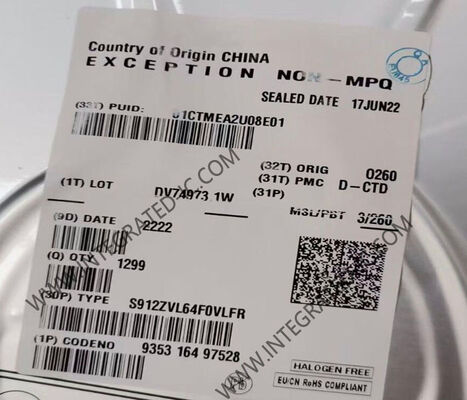 Country of Origin CHINA
EXCEPTION NON-MPQ
SEALED DATE 17JUN22
(33T) PUID: 01CTMEA2U08E01
(32T) ORIG 0260
(31T) PMC D-CTD
(1T) LOT DV74973.1W (31P)
MSL/PBT 3/260
(9D) DATE 2222
(Q) QTY 1299
(30P) TYPE S912ZVL64F0VLFR
(1P) CODENO 9353 164 97528
HALOGEN FREE
EU/CN RoHS COMPLIANT
WWW.INTEGRATED-IC.COM
WWW.INTEGRATED-IC.COM